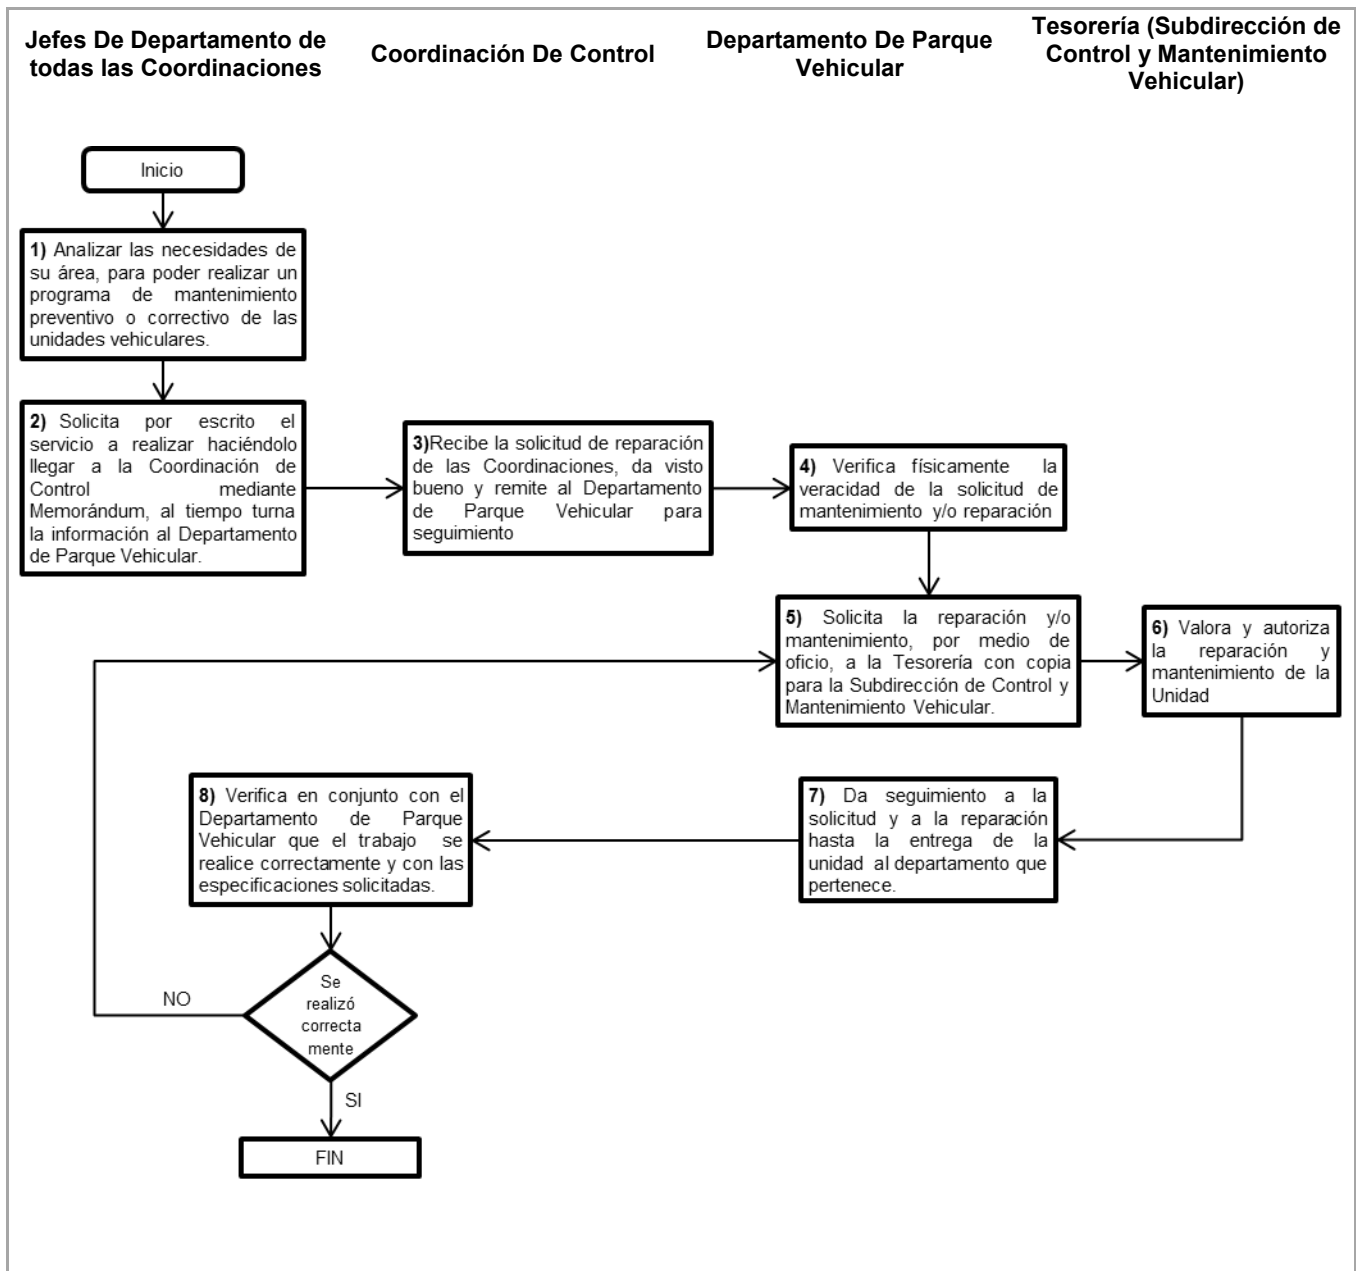 Jefes De Departamento de
todas las Coordinaciones
Coordinación De Control
Departamento De Parque
Vehicular
Tesorería (Subdirección de
Control y Mantenimiento
Vehicular)
Inicio
1) Analizar las necesidades de
su área, para poder realizar un
programa de mantenimiento
preventivo o correctivo de las
unidades vehiculares.
2) Solicita por escrito el
servicio a realizar haciéndolo
llegar a la Coordinación de
Control mediante
Memorándum, al tiempo turna
la información al Departamento
de Parque Vehicular.
3)Recibe la solicitud de reparación
de las Coordinaciones, da visto
bueno y remite al Departamento
de Parque Vehicular para
seguimiento
4) Verifica físicamente la
veracidad de la solicitud de
mantenimiento y/o reparación
5) Solicita la reparación y/o
mantenimiento, por medio de
oficio, a la Tesorería con copia
para la Subdirección de Control y
Mantenimiento Vehicular.
6) Valora y autoriza
la reparación y
mantenimiento de la
Unidad
7) Da seguimiento a la
solicitud y a la reparación
hasta la entrega de la
unidad al departamento que
pertenece.
8) Verifica en conjunto con el
Departamento de Parque
Vehicular que el trabajo se
realice correctamente y con las
especificaciones solicitadas.
Se
realizó
correcta
mente
NO
SI
FIN